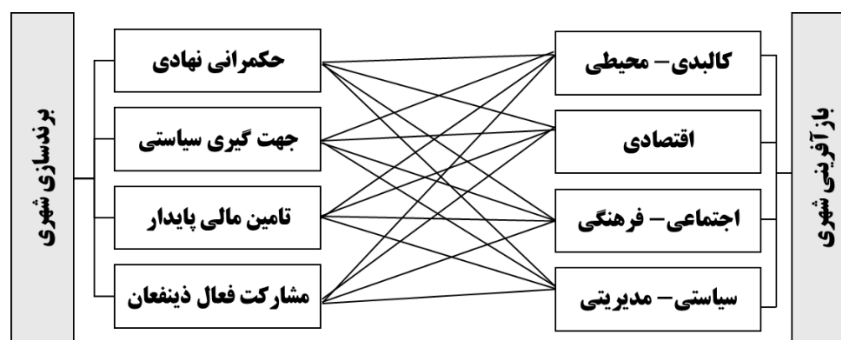 بازآفرینی شهری
کالبدی- محیطی
اقتصادی
اجتماعی- فرهنگی
سیاستی- مدیریتی
حکمرانی نهادی
جهت گیری سیاستی
تامین مالی پایدار
مشارکت فعال ذینفعان
برندسازی شهری